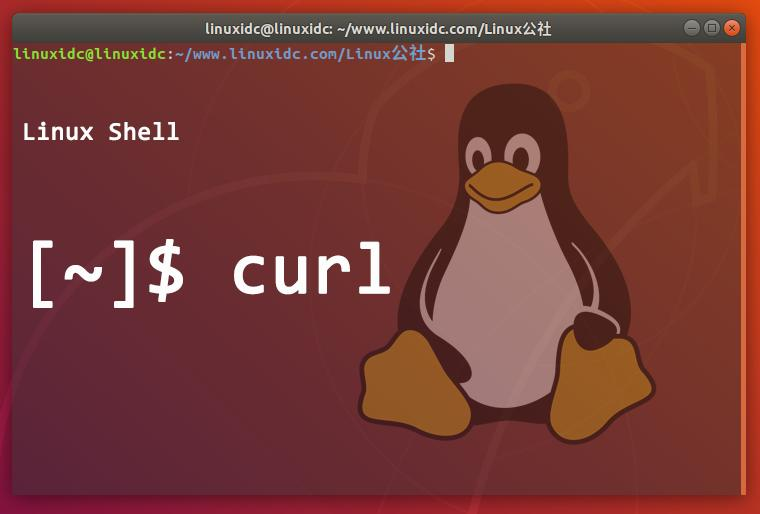 linuxidc@linuxidc: ~/www.linuxidc.com/Linux公社
linuxidc@linuxidc:~/www.linuxidc.com/Linux公社$
Linux Shell
[~]$ curl